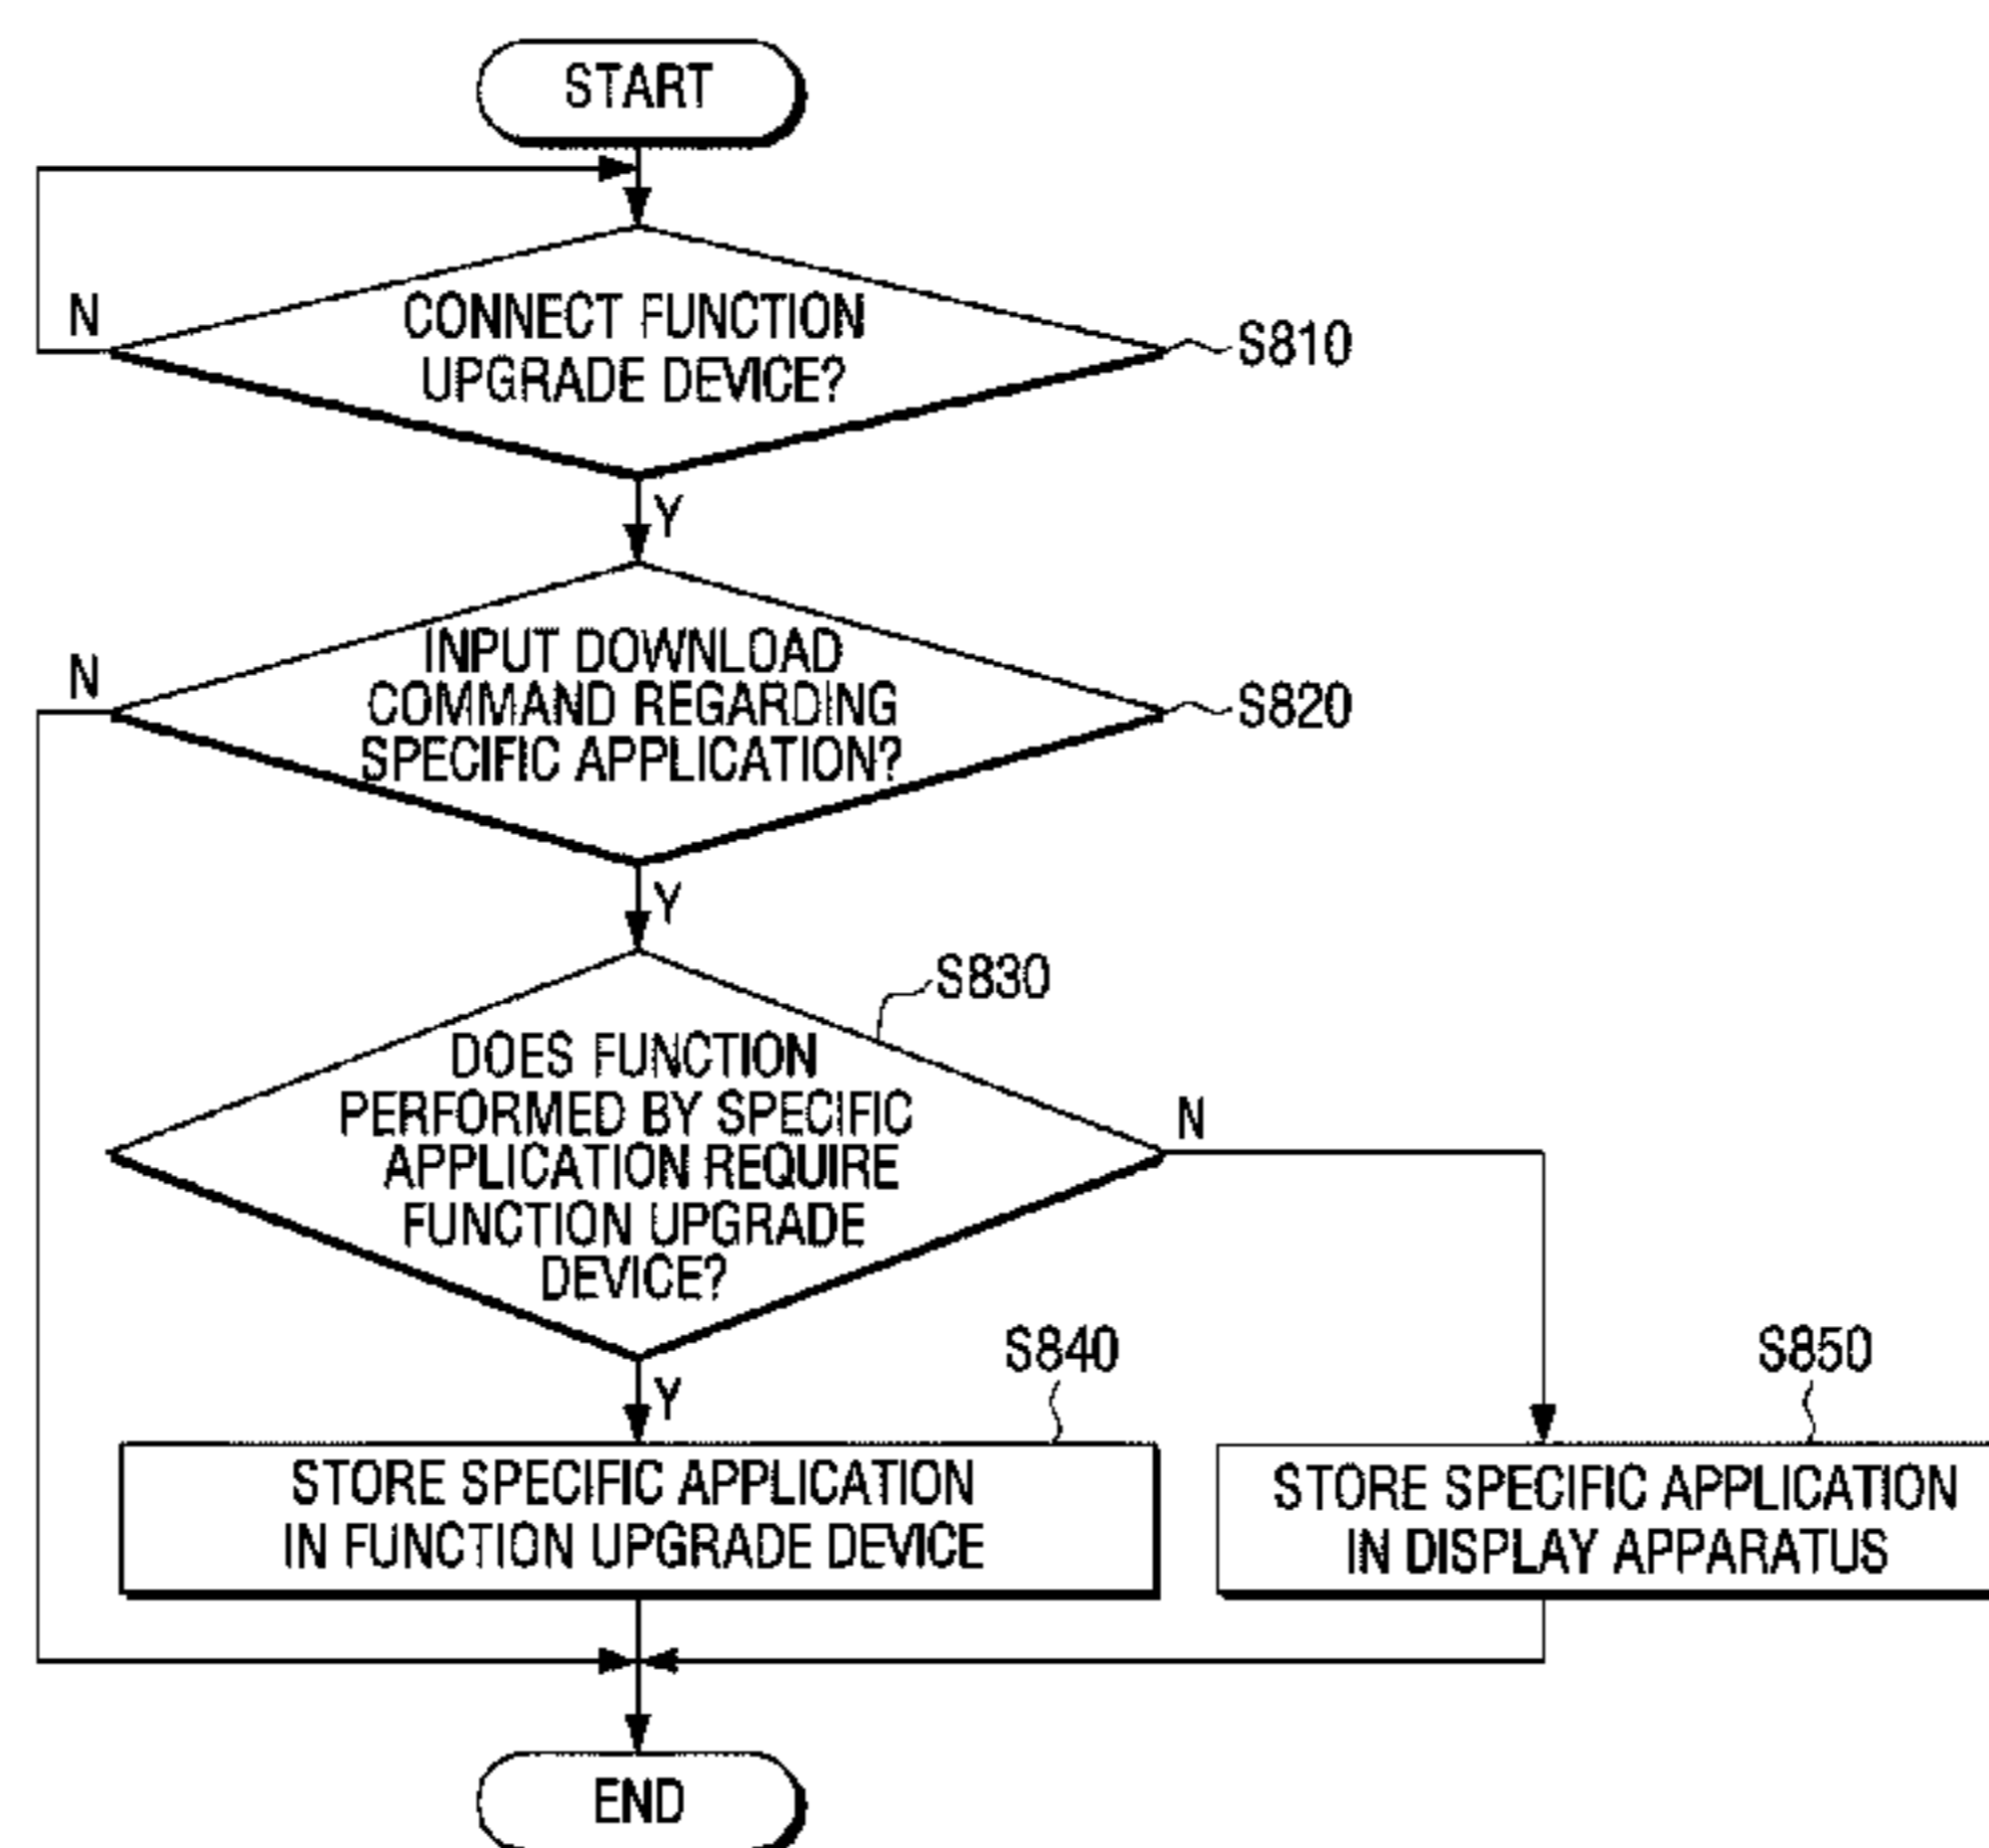 START
N
CONNECT FUNCTION
UPGRADE DEVICE?
S810
Y
N
INPUT DOWNLOAD
COMMAND REGARDING
SPECIFIC APPLICATION?
S820
Y
S830
DOES FUNCTION
PERFORMED BY SPECIFIC
APPLICATION REQUIRE
FUNCTION UPGRADE
DEVICE?
N
Y
S840
S850
STORE SPECIFIC APPLICATION
IN FUNCTION UPGRADE DEVICE
STORE SPECIFIC APPLICATION
IN DISPLAY APPARATUS
END